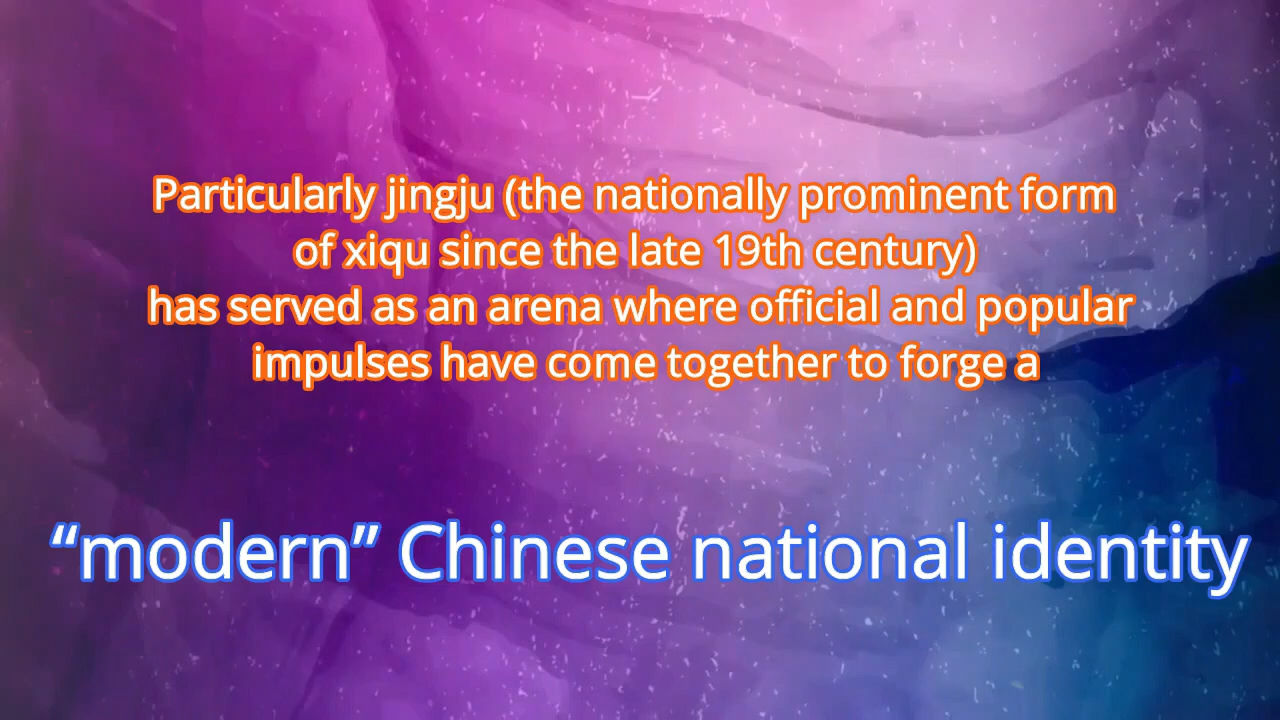 Particularly jingju (the nationally prominent form
of xiqu since the late 19th century)
has served as an arena where official and popular
impulses have come together to forge a
“modern” Chinese national identity